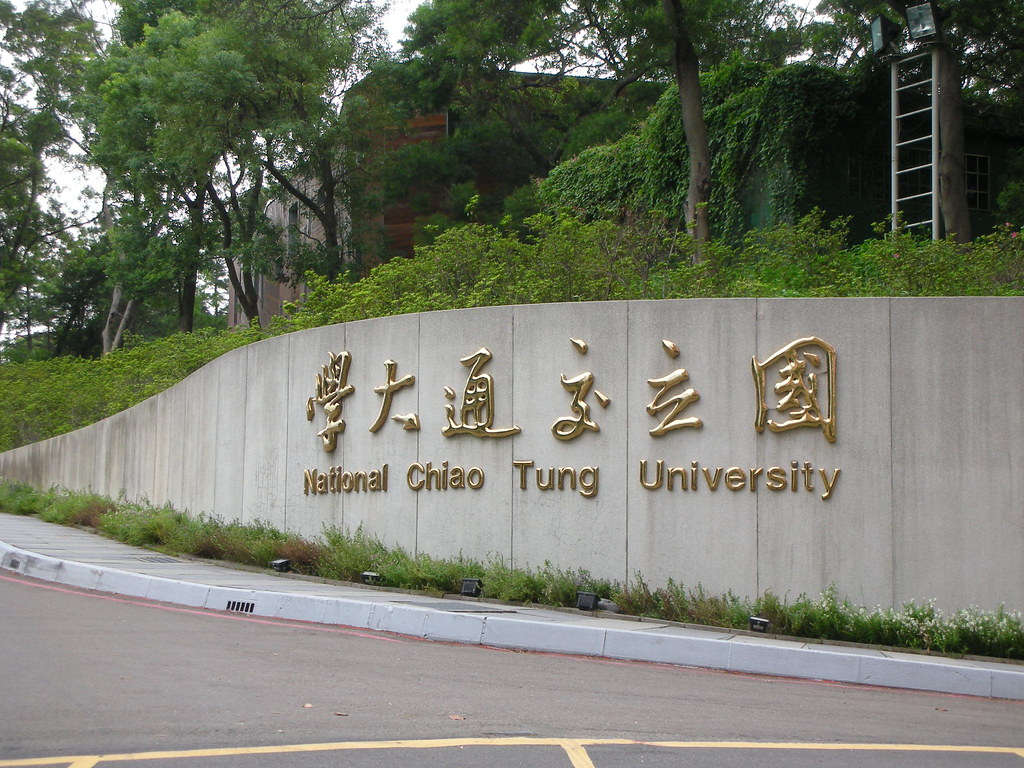 國立交通大學
National Chiao Tung University